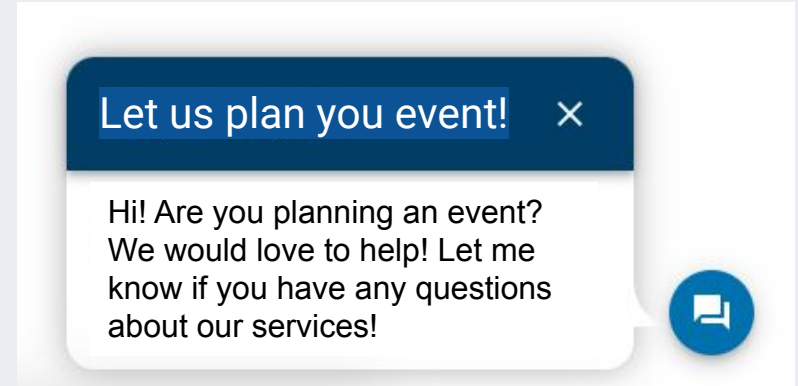 Let us plan you event!
Hi! Are you planning an event?
We would love to help! Let me
know if you have any questions
about our services!